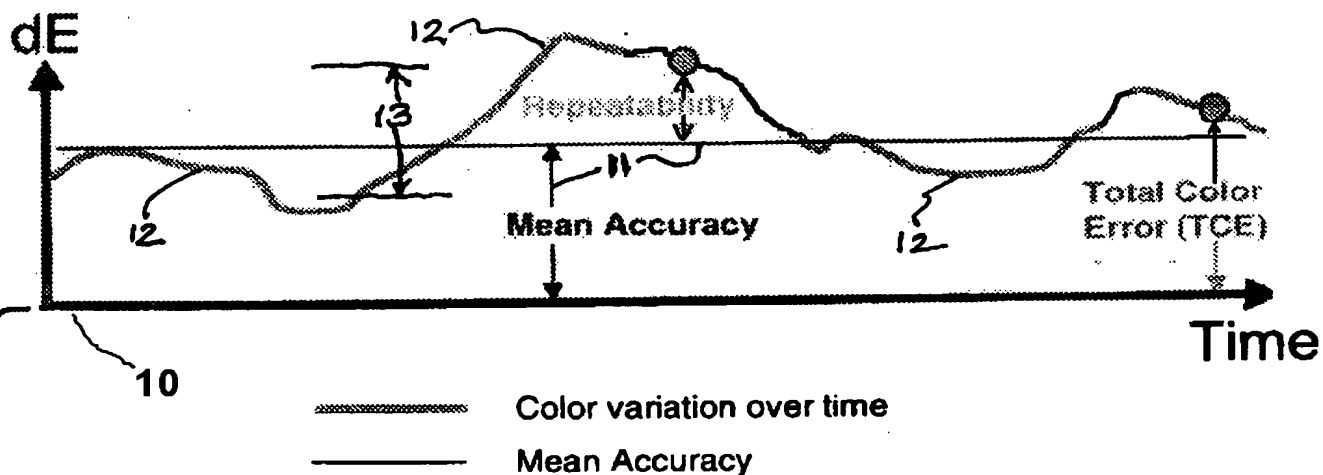 dE
12
13
Repeatability
11
12
Mean Accuracy
12
Total Color
Error (TCE)
Time
10
Color variation over time
Mean Accuracy